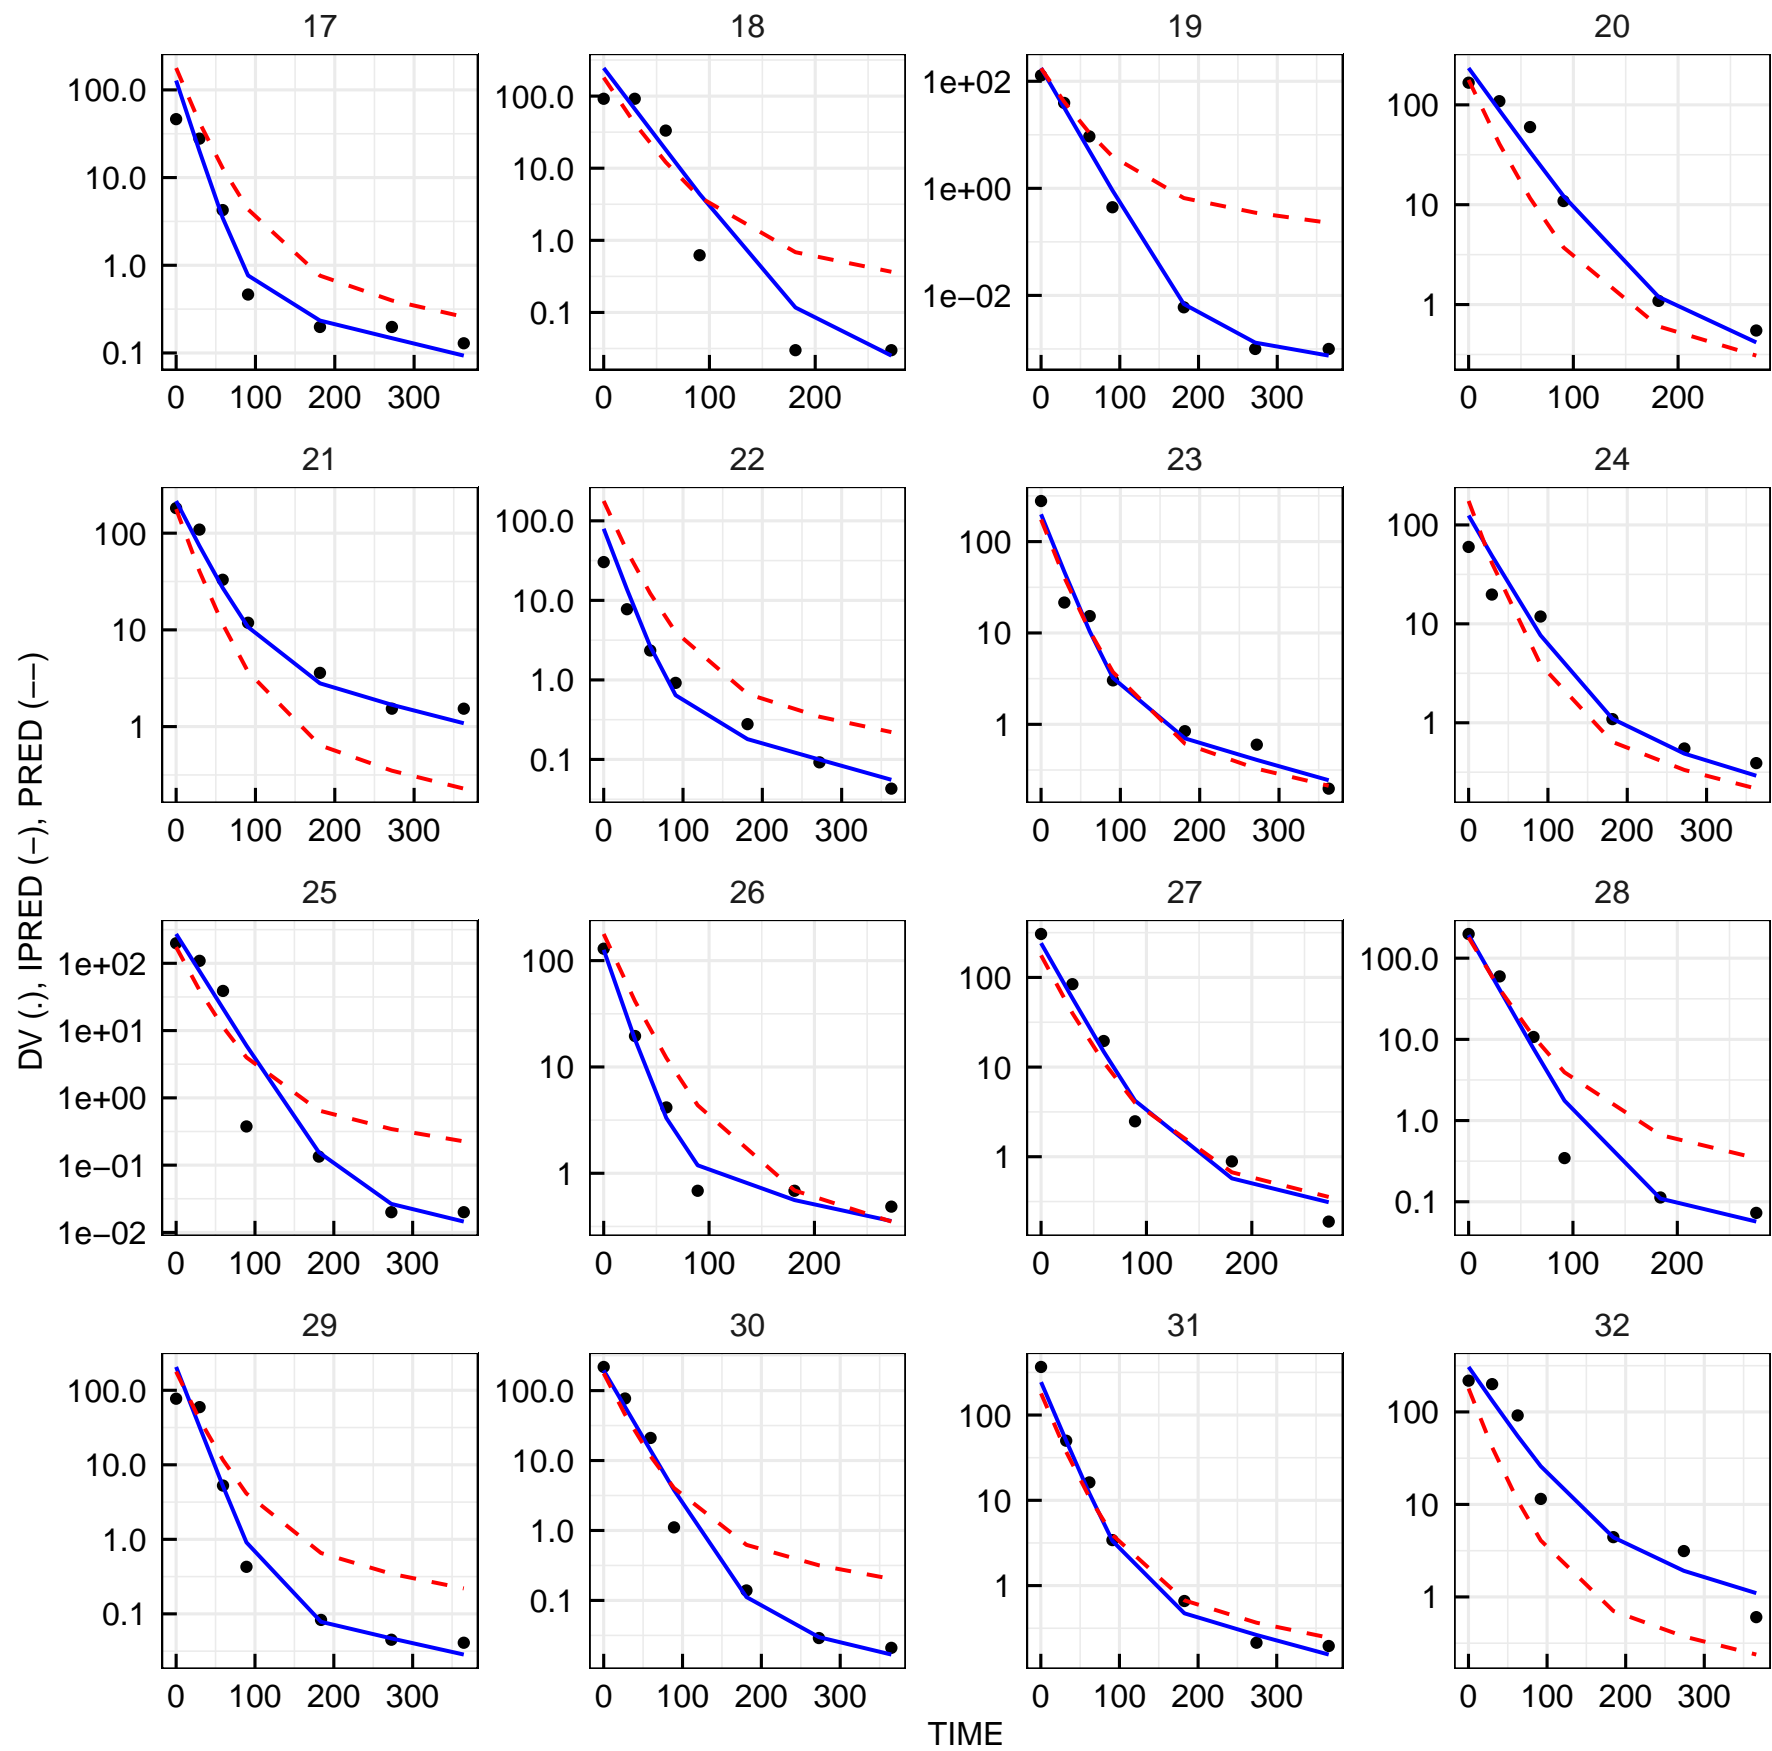 17 18 19 20
100.0 100.0 1e+02 100
10.0 10.0 1e+00 10
1.0 1.0 1e−02 1
0.1 0.1
0 100 200 300 0 100 200 0 100 200 300 0 100 200
21 22 23 24
100 100.0 100 100
10 10.0 10 10
1 1.0 1 1
0.1
0 100 200 300 0 100 200 300 0 100 200 300 0 100 200 300
DV (.), IPRED (−), PRED (−−)
25 26 27 28
1e+02 100 100 100.0
1e+01 10 10 10.0
1e+00 1 1 1.0
1e−01 0.1
1e−02
0 100 200 300 0 100 200 0 100 200 0 100 200
29 30 31 32
100.0 100.0 100 100
10.0 10.0 10 10
1.0 1.0 1 1
0.1 0.1
0 100 200 300 0 100 200 300 0 100 200 300 0 100 200 300
TIME